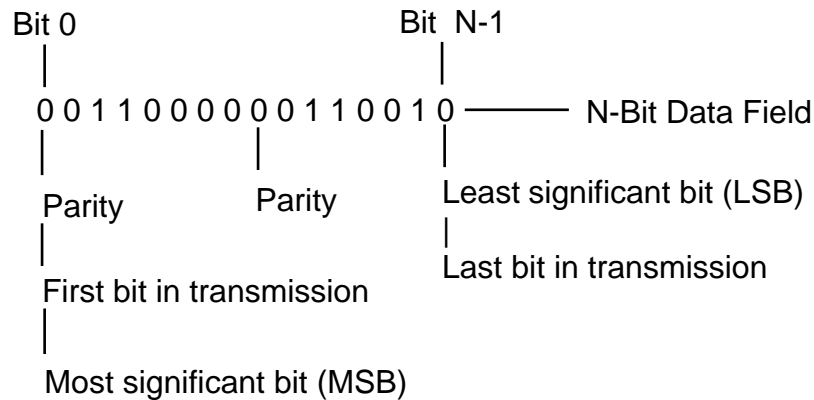 Bit 0 Bit N-1
0 0 1 1 0 0 0 0 0 0 1 1 0 0 1 0 N-Bit Data Field
Parity Parity Least significant bit (LSB)
Last bit in transmission
First bit in transmission
Most significant bit (MSB)